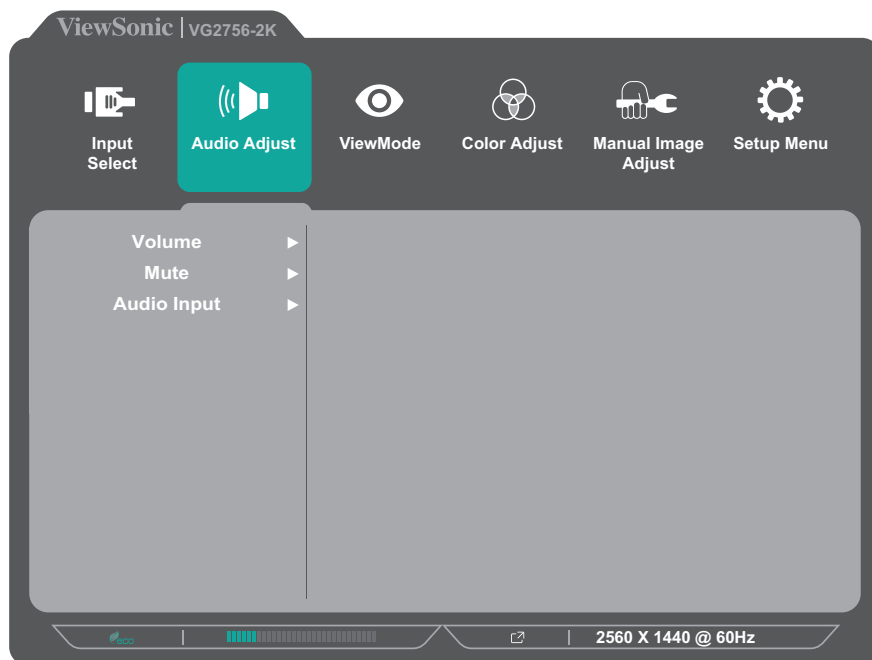 ViewSonic | VG2756-2K
Input Select
Audio Adjust
ViewMode
Color Adjust
Manual Image Adjust
Setup Menu
Volume ►
Mute ►
Audio Input ►
eco
2560 X 1440 @ 60Hz